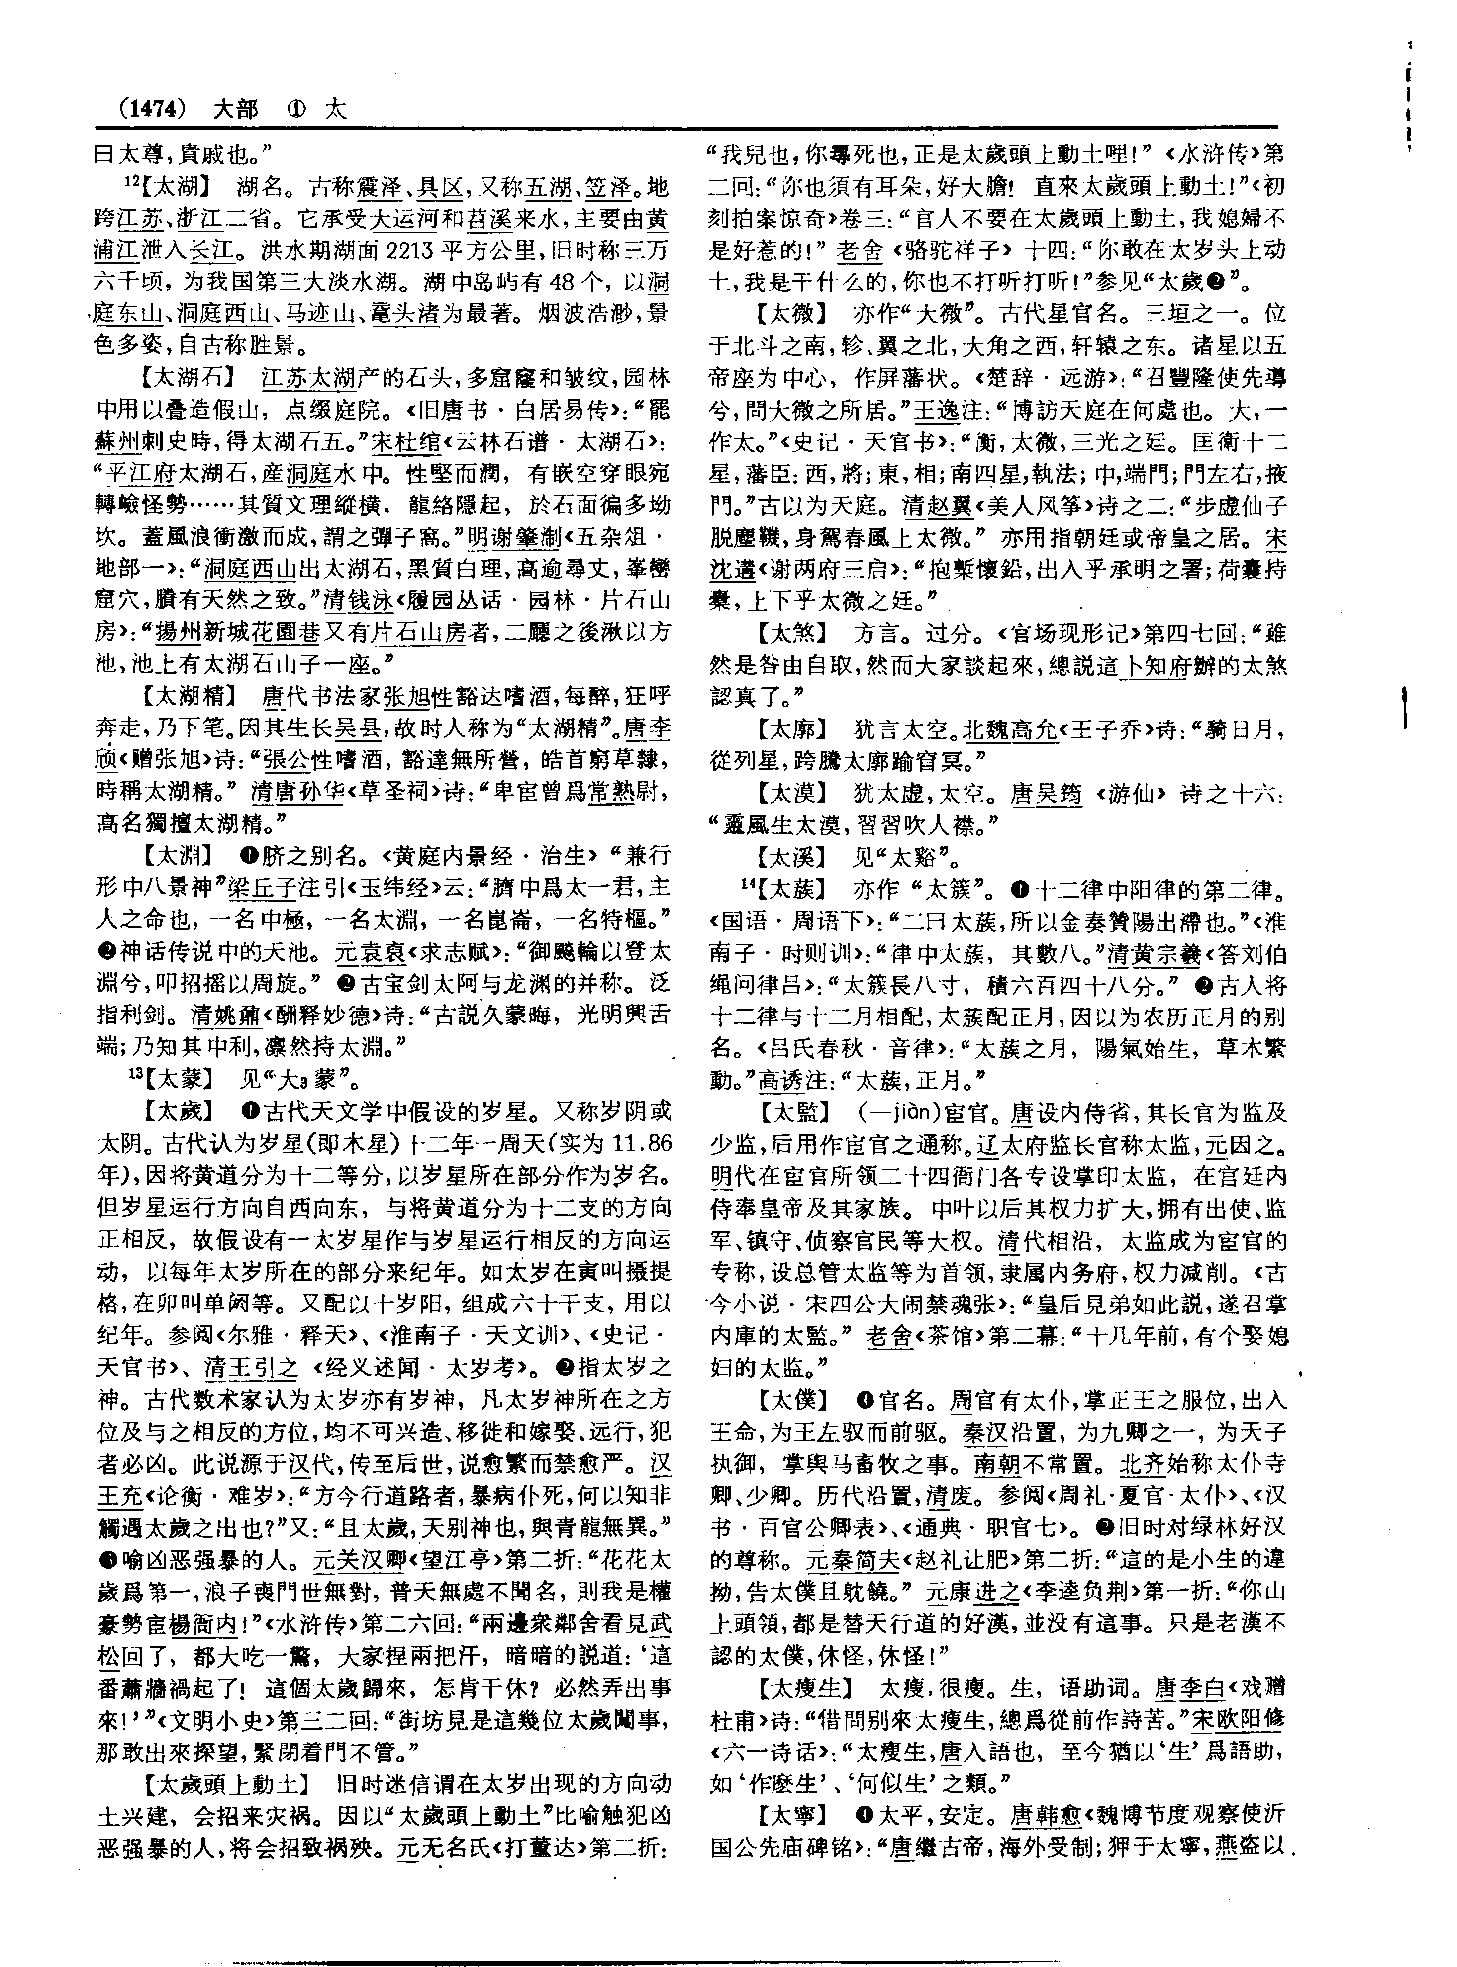 (1474) 大部 ① 太
曰太尊，貴戚也。”
12【太湖】 湖名。古称震泽、具区，又称五湖、笠泽。地
跨江苏、浙江二省。它承受大运河和苕溪来水，主要由黄
浦江泄入长江。洪水期湖面2213平方公里，旧时称三万
六千顷，为我国第三大淡水湖。湖中岛屿有48个，以洞
庭东山、洞庭西山、马迹山、鼋头渚为最著。烟波浩渺，景
色多姿，自古称胜景。
【太湖石】 江苏太湖产的石头，多窟窿和皱纹，园林
中用以叠造假山，点缀庭院。《旧唐书·白居易传》：“罷
蘇州刺史時，得太湖石五。”宋杜绾《云林石谱·太湖石》：
“平江府太湖石，産洞庭水中。性堅而潤，有嵌空穿眼宛
轉嶮怪勢……其質文理縱横，龍絡隱起，於石面徧多坳
坎。蓋風浪衝激而成，謂之彈子窩。”明谢肇淛《五杂俎·
地部一》：“洞庭西山出太湖石，黑質白理，高逾尋丈，峯巒
窟穴，賸有天然之致。”清钱泳《履园丛话·园林·片石山
房》：“揚州新城花園巷又有片石山房者，二廳之後湫以方
池，池上有太湖石山子一座。”
【太湖精】 唐代书法家张旭性豁达嗜酒，每醉，狂呼
奔走，乃下笔。因其生长吴县，故时人称为“太湖精”。唐李
颀《赠张旭》诗：“張公性嗜酒，豁達無所營，皓首窮草隸，
時稱太湖精。” 清唐孙华《草圣祠》诗：“卑宦曾爲常熟尉，
高名獨擅太湖精。”
【太淵】 ❶脐之别名。《黄庭内景经·治生》“兼行
形中八景神”梁丘子注引《玉纬经》云：“臍中爲太一君，主
人之命也，一名中極，一名太淵，一名崑崙，一名特樞。”
❷神话传说中的天池。元袁裒《求志赋》：“御飈輪以登太
淵兮，叩招摇以周旋。” ❷古宝剑太阿与龙渊的并称。泛
指利剑。清姚鼐《酬释妙德》诗：“古説久蒙晦，光明興舌
端；乃知其中利，凛然持太淵。”
13【太蒙】 见“大3蒙”。
【太歲】 ❶古代天文学中假设的岁星。又称岁阴或
太阴。古代认为岁星(即木星)十二年一周天(实为11.86
年)，因将黄道分为十二等分，以岁星所在部分作为岁名。
但岁星运行方向自西向东，与将黄道分为十二支的方向
正相反，故假设有一太岁星作与岁星运行相反的方向运
动，以每年太岁所在的部分来纪年。如太岁在寅叫摄提
格，在卯叫单阏等。又配以十岁阳，组成六十干支，用以
纪年。参阅《尔雅·释天》、《淮南子·天文训》、《史记·
天官书》、清王引之《经义述闻·太岁考》。❷指太岁之
神。古代数术家认为太岁亦有岁神，凡太岁神所在之方
位及与之相反的方位，均不可兴造、移徙和嫁娶、远行，犯
者必凶。此说源于汉代，传至后世，说愈繁而禁愈严。汉
王充《论衡·难岁》：“方今行道路者，暴病仆死，何以知非
觸遇太歲之出也？”又：“且太歲，天别神也，與青龍無異。”
❸喻凶恶强暴的人。元关汉卿《望江亭》第二折：“花花太
歲爲第一，浪子喪門世無對，普天無處不聞名，則我是權
豪勢宦楊衙内！”《水浒传》第二六回：“兩邊衆鄰舍看見武
松回了，都大吃一驚，大家捏兩把汗，暗暗的説道：‘這
番蕭牆禍起了！這個太歲歸來，怎肯干休？必然弄出事
來！’”《文明小史》第三二回：“街坊見是這幾位太歲鬧事，
那敢出來探望，緊閉着門不管。”
【太歲頭上動土】 旧时迷信谓在太岁出现的方向动
土兴建，会招来灾祸。因以“太歲頭上動土”比喻触犯凶
恶强暴的人，将会招致祸殃。元无名氏《打董达》第二折：
“我兒也，你尋死也，正是太歲頭上動土哩！”《水浒传》第
二回：“你也須有耳朵，好大膽！直來太歲頭上動土！”《初
刻拍案惊奇》卷三：“官人不要在太歲頭上動土，我媳婦不
是好惹的！” 老舍《骆驼祥子》十四：“你敢在太岁头上动
土，我是干什么的，你也不打听打听！”参见“太歲❷”。
【太微】 亦作“大微”。古代星官名。三垣之一。位
于北斗之南，轸、翼之北，大角之西，轩辕之东。诸星以五
帝座为中心，作屏藩状。《楚辞·远游》：“召豐隆使先導
兮，問大微之所居。”王逸注：“博訪天庭在何處也。大，一
作太。”《史记·天官书》：“衡，太微，三光之廷。匡衛十二
星，藩臣：西，將；東，相；南四星，執法；中，端門；門左右，掖
門。”古以为天庭。清赵翼《美人风筝》诗之二：“步虚仙子
脱塵鞿，身駕春風上太微。” 亦用指朝廷或帝皇之居。宋
沈遘《谢两府三启》：“抱槧懷鉛，出入乎承明之署；荷囊持
橐，上下乎太微之廷。”
【太煞】 方言。过分。《官场现形记》第四七回：“雖
然是咎由自取，然而大家談起來，總説這卜知府辦的太煞
認真了。”
【太廓】 犹言太空。北魏高允《王子乔》诗：“騎日月，
從列星，跨騰太廓踰窅冥。”
【太漠】 犹太虚，太空。唐吴筠《游仙》诗之十六：
“靈風生太漠，習習吹人襟。”
【太溪】 见“太谿”。
14【太蔟】 亦作“太簇”。❶十二律中阳律的第二律。
《国语·周语下》：“二曰太蔟，所以金奏贊陽出滯也。”《淮
南子·时则训》：“律中太蔟，其數八。”清黄宗羲《答刘伯
绳问律吕》：“太簇長八寸，積六百四十八分。” ❷古人将
十二律与十二月相配，太蔟配正月，因以为农历正月的别
名。《吕氏春秋·音律》：“太蔟之月，陽氣始生，草木繁
動。”高诱注：“太蔟，正月。”
【太監】 (—jiàn)宦官。唐设内侍省，其长官为监及
少监，后用作宦官之通称。辽太府监长官称太监，元因之。
明代在宦官所领二十四衙门各专设掌印太监，在宫廷内
侍奉皇帝及其家族。中叶以后其权力扩大，拥有出使、监
军、镇守、侦察官民等大权。清代相沿，太监成为宦官的
专称，设总管太监等为首领，隶属内务府，权力减削。《古
今小说·宋四公大闹禁魂张》：“皇后見弟如此説，遂召掌
内庫的太監。” 老舍《茶馆》第二幕：“十几年前，有个娶媳
妇的太监。”
【太僕】 ❶官名。周官有太仆，掌正王之服位，出入
王命，为王左驭而前驱。秦汉沿置，为九卿之一，为天子
执御，掌舆马畜牧之事。南朝不常置。北齐始称太仆寺
卿、少卿。历代沿置，清废。参阅《周礼·夏官·太仆》、《汉
书·百官公卿表》、《通典·职官七》。❷旧时对绿林好汉
的尊称。元秦简夫《赵礼让肥》第二折：“這的是小生的違
拗，告太僕且躭饒。” 元康进之《李逵负荆》第一折：“你山
上頭領，都是替天行道的好漢，並没有這事。只是老漢不
認的太僕，休怪，休怪！”
【太瘦生】 太瘦，很瘦。生，语助词。唐李白《戏赠
杜甫》诗：“借問别來太瘦生，總爲從前作詩苦。”宋欧阳修
《六一诗话》：“太瘦生，唐人語也，至今猶以‘生’爲語助，
如‘作麽生’、‘何似生’之類。”
【太寧】 ❶太平，安定。唐韩愈《魏博节度观察使沂
国公先庙碑铭》：“唐繼古帝，海外受制；狎于太寧，燕盗以